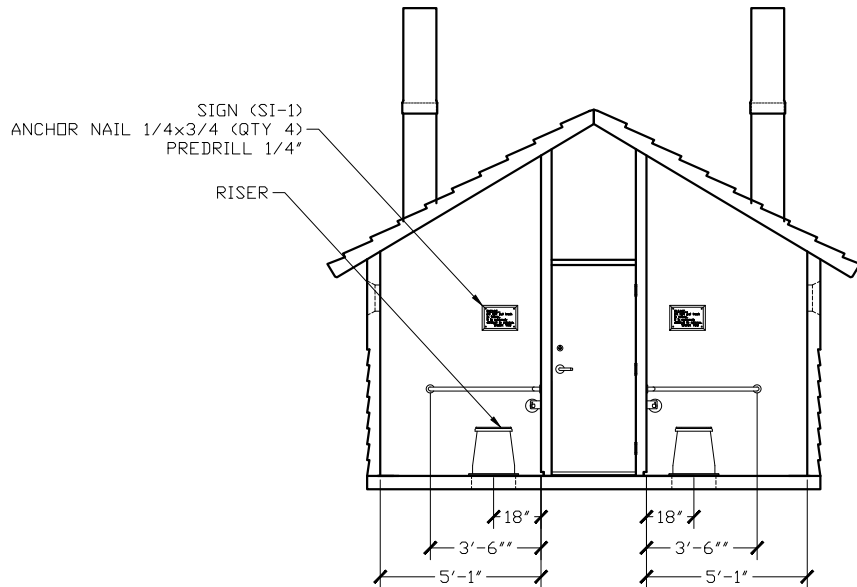 SIGN (SI-1)
ANCHOR NAIL 1/4x3/4 (QTY 4)
PREDRILL 1/4"
RISER
18" 18"
3'-6"" 3'-6""
5'-1" 5'-1"